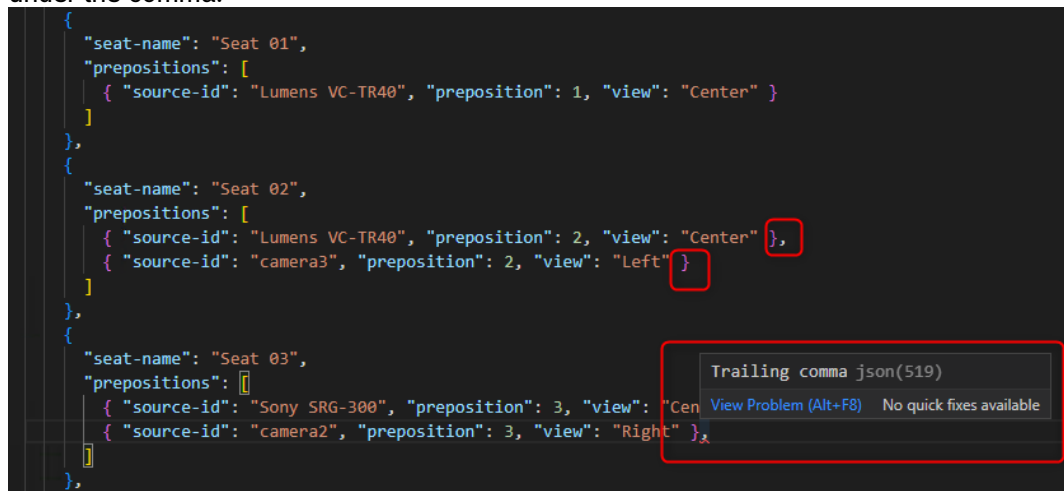 under the comma.
{
"seat-name": "Seat 01",
"prepositions": [
{ "source-id": "Lumens VC-TR40", "preposition": 1, "view": "Center" }
]
},
{
"seat-name": "Seat 02",
"prepositions": [
{ "source-id": "Lumens VC-TR40", "preposition": 2, "view": "Center" },
{ "source-id": "camera3", "preposition": 2, "view": "Left" }
]
},
{
"seat-name": "Seat 03",
"prepositions": [
{ "source-id": "Sony SRG-300", "preposition": 3, "view": "Cen
{ "source-id": "camera2", "preposition": 3, "view": "Right" },
]
},
Trailing comma json(519)
View Problem (Alt+F8) No quick fixes available